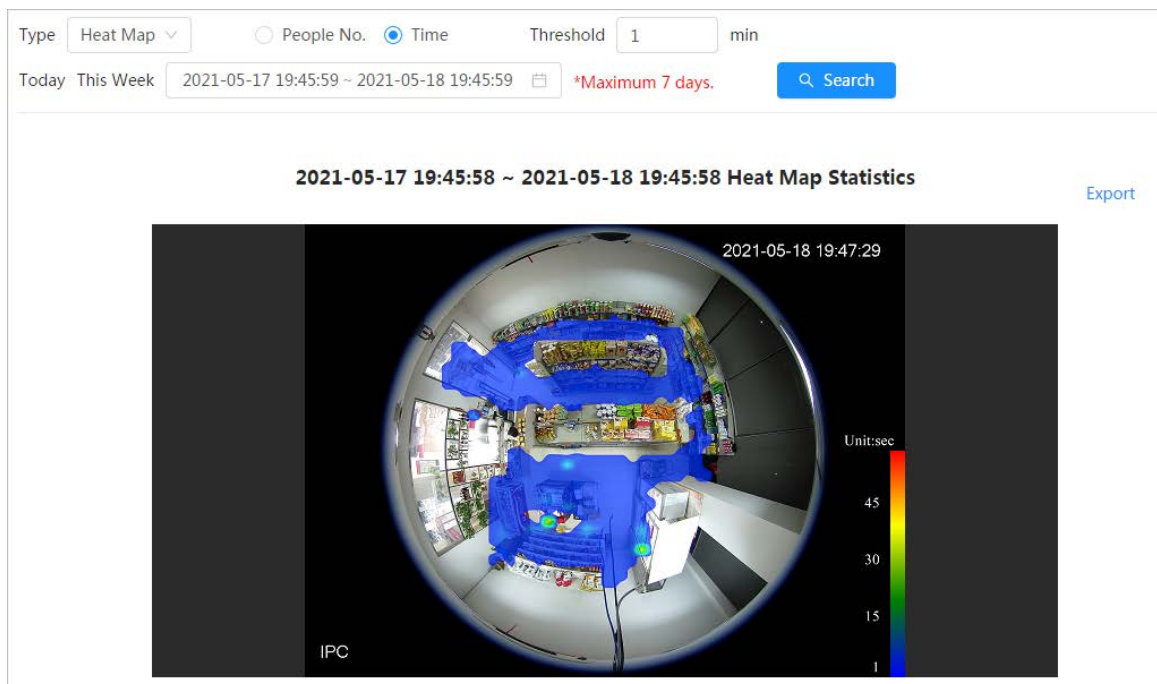 Type Heat Map People No. Time Threshold 1 min
Today This Week 2021-05-17 19:45:59 ~ 2021-05-18 19:45:59 *Maximum 7 days. Search
2021-05-17 19:45:58 ~ 2021-05-18 19:45:58 Heat Map Statistics
Export
2021-05-18 19:47:29
Unit:sec
45
30
15
1
IPC